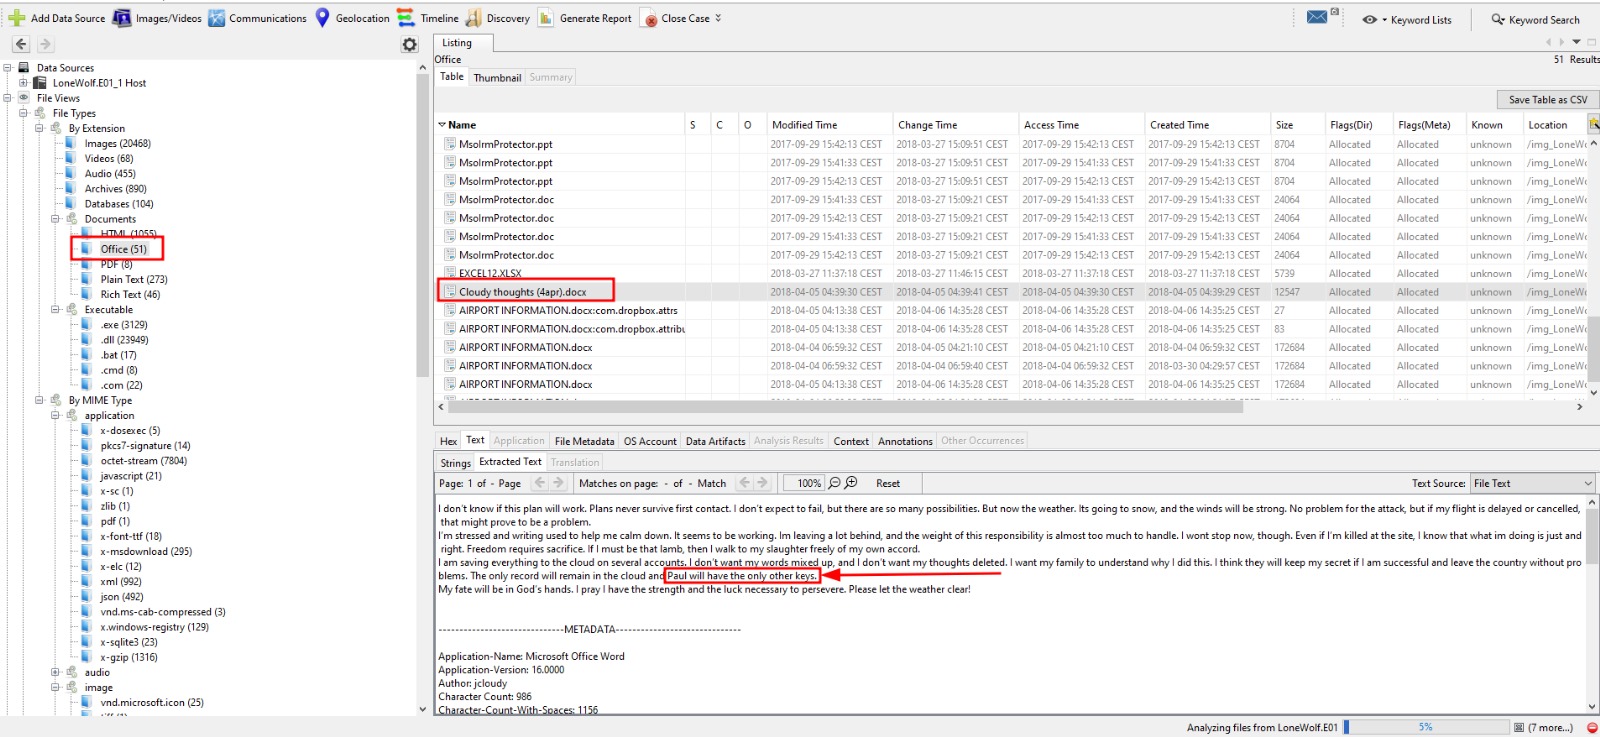 Add Data Source Images/Videos Communications Geolocation Timeline Discovery Generate Report Close Case Keyword Lists Keyword Search
Listing
Office
51 Results
Table Thumbnail Summary
Save Table as CSV
Name S C O Modified Time Change Time Access Time Created Time Size Flags(Dir) Flags(Meta) Known Location
MsoIrmProtector.ppt 2017-09-29 15:42:13 CEST 2018-03-27 15:09:51 CEST 2017-09-29 15:42:13 CEST 2017-09-29 15:42:13 CEST 8704 Allocated Allocated unknown /img_LoneWo
MsoIrmProtector.ppt 2017-09-29 15:41:33 CEST 2018-03-27 15:09:51 CEST 2017-09-29 15:41:33 CEST 2017-09-29 15:41:33 CEST 8704 Allocated Allocated unknown /img_LoneWo
MsoIrmProtector.ppt 2017-09-29 15:42:13 CEST 2018-03-27 15:09:51 CEST 2017-09-29 15:42:13 CEST 2017-09-29 15:42:13 CEST 8704 Allocated Allocated unknown /img_LoneWo
MsoIrmProtector.doc 2017-09-29 15:41:33 CEST 2018-03-27 15:09:21 CEST 2017-09-29 15:41:33 CEST 2017-09-29 15:41:33 CEST 24064 Allocated Allocated unknown /img_LoneWo
MsoIrmProtector.doc 2017-09-29 15:42:13 CEST 2018-03-27 15:09:21 CEST 2017-09-29 15:42:13 CEST 2017-09-29 15:42:13 CEST 24064 Allocated Allocated unknown /img_LoneWo
MsoIrmProtector.doc 2017-09-29 15:41:33 CEST 2018-03-27 15:09:21 CEST 2017-09-29 15:41:33 CEST 2017-09-29 15:41:33 CEST 24064 Allocated Allocated unknown /img_LoneWo
MsoIrmProtector.doc 2017-09-29 15:42:13 CEST 2018-03-27 15:09:21 CEST 2017-09-29 15:42:13 CEST 2017-09-29 15:42:13 CEST 24064 Allocated Allocated unknown /img_LoneWo
EXCEL12.XLSX 2018-03-27 11:37:18 CEST 2018-03-27 11:46:15 CEST 2018-03-27 11:37:18 CEST 2018-03-27 11:37:18 CEST 5739 Allocated Allocated unknown /img_LoneWo
Cloudy thoughts (4apr).docx 2018-04-05 04:39:30 CEST 2018-04-05 04:39:41 CEST 2018-04-05 04:39:30 CEST 2018-04-05 04:39:29 CEST 12547 Allocated Allocated unknown /img_LoneWo
AIRPORT INFORMATION.docx:com.dropbox.attrs 2018-04-05 04:13:38 CEST 2018-04-06 14:35:28 CEST 2018-04-06 14:35:28 CEST 2018-04-06 14:35:25 CEST 27 Allocated Allocated unknown /img_LoneWo
AIRPORT INFORMATION.docx:com.dropbox.attribu 2018-04-05 04:13:38 CEST 2018-04-06 14:35:28 CEST 2018-04-06 14:35:28 CEST 2018-04-06 14:35:25 CEST 83 Allocated Allocated unknown /img_LoneWo
AIRPORT INFORMATION.docx 2018-04-04 06:59:32 CEST 2018-04-05 04:21:10 CEST 2018-04-04 06:59:32 CEST 2018-04-04 06:59:32 CEST 172684 Allocated Allocated unknown /img_LoneWo
AIRPORT INFORMATION.docx 2018-04-04 06:59:32 CEST 2018-04-04 06:59:40 CEST 2018-04-04 06:59:32 CEST 2018-03-30 04:29:57 CEST 172684 Allocated Allocated unknown /img_LoneWo
AIRPORT INFORMATION.docx 2018-04-05 04:13:38 CEST 2018-04-06 14:35:28 CEST 2018-04-06 14:35:28 CEST 2018-04-06 14:35:25 CEST 172684 Allocated Allocated unknown /img_LoneWo
Data Sources
LoneWolf.E01_1 Host
File Views
File Types
By Extension
Images (20468)
Videos (68)
Audio (455)
Archives (890)
Databases (104)
Documents
HTML (1055)
Office (51)
PDF (8)
Plain Text (273)
Rich Text (46)
Executable
.exe (3129)
.dll (23949)
.bat (17)
.cmd (8)
.com (22)
By MIME Type
application
x-dosexec (5)
pkcs7-signature (14)
octet-stream (7804)
javascript (21)
x-sc (1)
zlib (1)
pdf (1)
x-font-ttf (18)
x-msdownload (295)
x-elc (12)
xml (992)
json (492)
vnd.ms-cab-compressed (3)
x.windows-registry (129)
x-sqlite3 (23)
x-gzip (1316)
audio
image
vnd.microsoft.icon (25)
Hex Text Application File Metadata OS Account Data Artifacts Analysis Results Context Annotations Other Occurrences
Strings Extracted Text Translation
Page: 1 of - Page Matches on page: - of - Match 100% Reset Text Source: File Text
I don't know if this plan will work. Plans never survive first contact. I don't expect to fail, but there are so many possibilities. But now the weather. Its going to snow, and the winds will be strong. No problem for the attack, but if my flight is delayed or cancelled,
that might prove to be a problem.
I'm stressed and writing used to help me calm down. It seems to be working. Im leaving a lot behind, and the weight of this responsibility is almost too much to handle. I wont stop now, though. Even if I'm killed at the site, I know that what im doing is just and
right. Freedom requires sacrifice. If I must be that lamb, then I walk to my slaughter freely of my own accord.
I am saving everything to the cloud on several accounts. I don't want my words mixed up, and I don't want my thoughts deleted. I want my family to understand why I did this. I think they will keep my secret if I am successful and leave the country without pro
blems. The only record will remain in the cloud and Paul will have the only other keys.
My fate will be in God's hands. I pray I have the strength and the luck necessary to persevere. Please let the weather clear!
------------------------------METADATA------------------------------
Application-Name: Microsoft Office Word
Application-Version: 16.0000
Author: jcloudy
Character Count: 986
Character-Count-With-Spaces: 1156
Analyzing files from LoneWolf.E01 5% (7 more...)